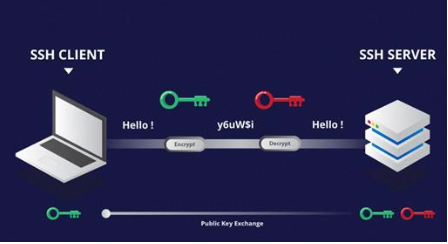 SSH CLIENT
SSH SERVER
Hello !
y6uW$i
Hello !
Encrypt
Decrypt
Public Key Exchange